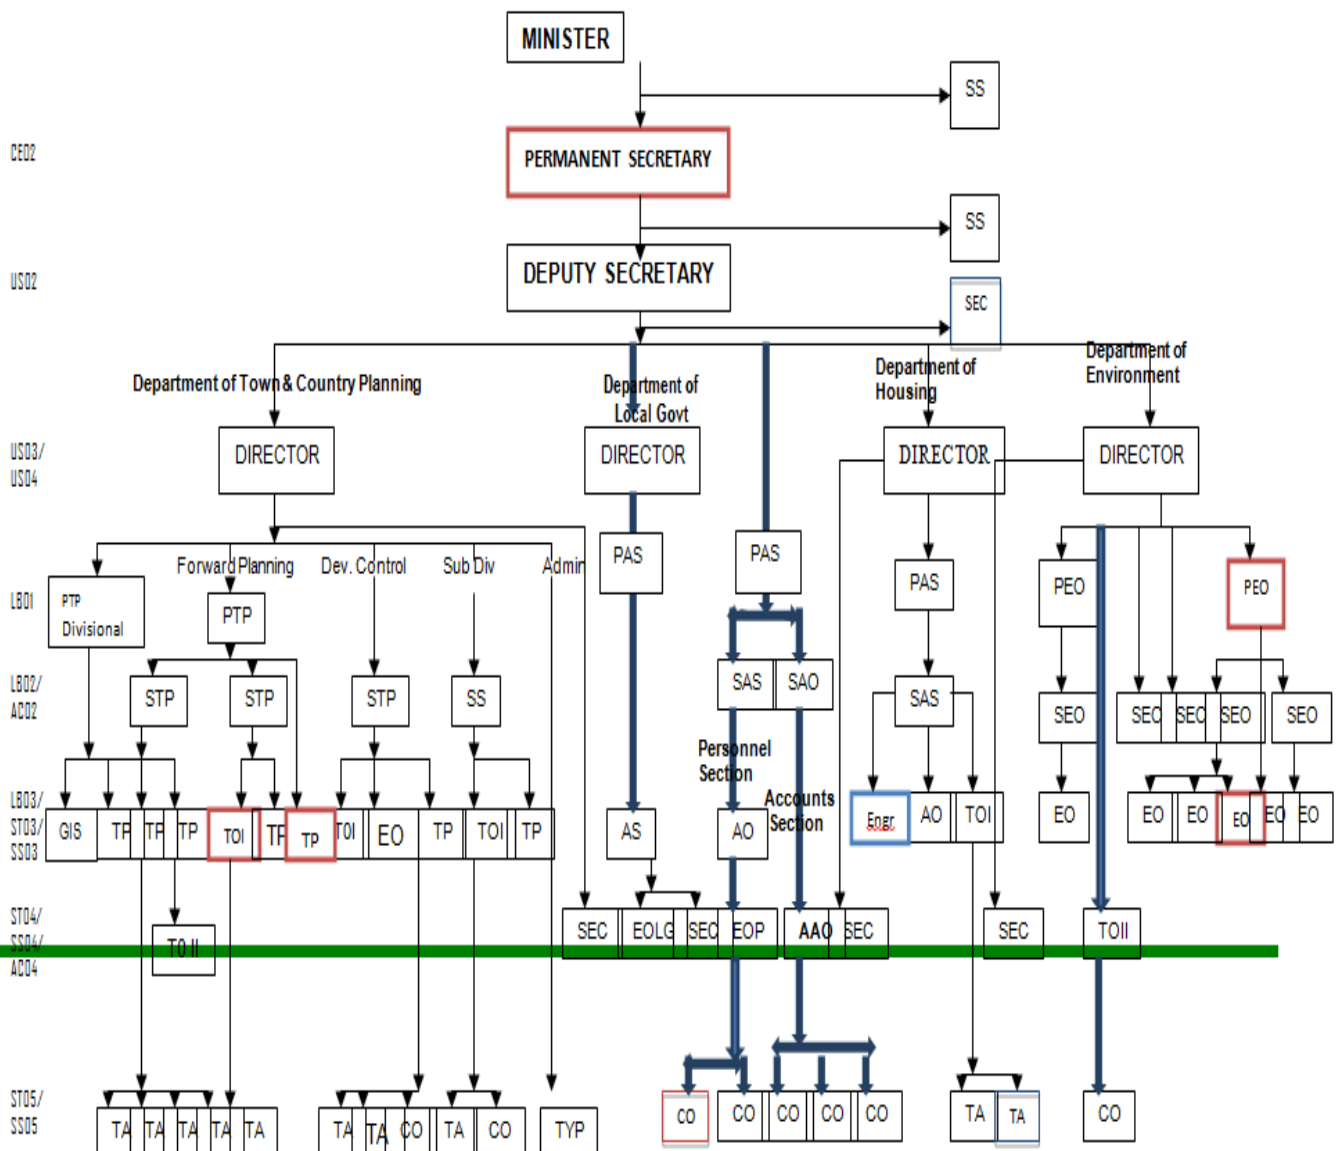 MINISTER
SS
CEO2
PERMANENT SECRETARY
SS
US02
DEPUTY SECRETARY
SEC
Department of Town & Country Planning
Department of
Local Govt
Department of
Housing
Department of
Environment
US03/
US04
DIRECTOR
DIRECTOR
DIRECTOR
DIRECTOR
Forward Planning
Dev. Control
Sub Div
Admin
PAS
PAS
PAS
PEO
PEO
LB01
PTP
Divisional
PTP
LB02/
AC02
STP
STP
STP
SS
SAS
SAO
SAS
SEO
SEO
SEO
SEO
SEO
Personnel
Section
Accounts
Section
LB03/
ST03/
SS03
GIS
TP
TP
TP
TOI
TP
TP
TOI
EO
TP
TOI
TP
AS
AO
Engr
AO
TOI
EO
EO
EO
EO
EO
EO
ST04/
SS04/
AC04
TO II
SEC
EOLG
SEC
EOP
AAO
SEC
SEC
TOII
ST05/
SS05
TA
TA
TA
TA
TA
TA
TA
CO
TA
CO
TYP
CO
CO
CO
CO
CO
TA
TA
CO